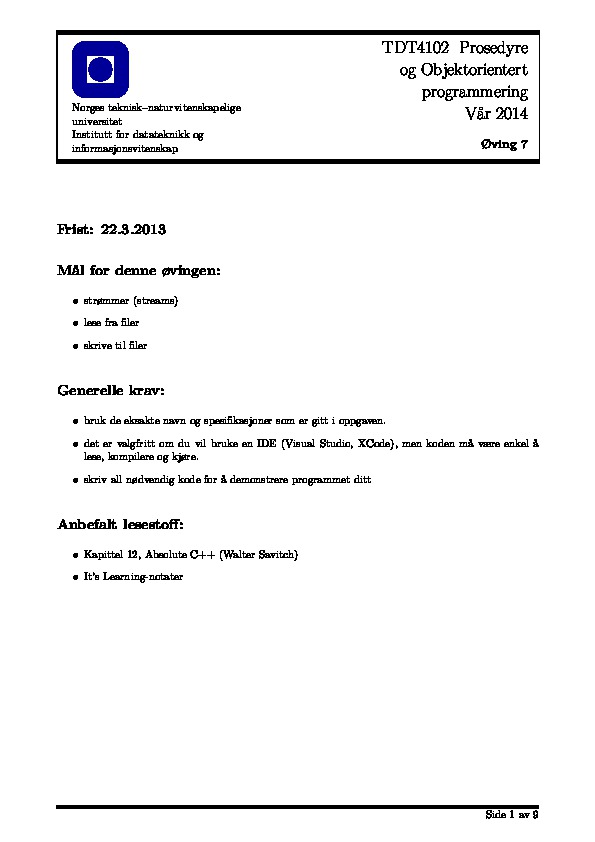 TDT4102 Prosedyre
og Objektorientert
programmering
Vår 2014
Øving 7
Norges teknisk–naturvitenskapelige
universitet
Institutt for datateknikk og
informasjonsvitenskap
Frist: 22.3.2013
Mål for denne øvingen:
• strømmer (streams)
• lese fra filer
• skrive til filer
Generelle krav:
• bruk de eksakte navn og spesifikasjoner som er gitt i oppgaven.
• det er valgfritt om du vil bruke en IDE (Visual Studio, XCode), men koden må være enkel å
lese, kompilere og kjøre.
• skriv all nødvendig kode for å demonstrere programmet ditt
Anbefalt lesestoff:
• Kapittel 12, Absolute C++ (Walter Savitch)
• It's Learning-notater
Side 1 av 9